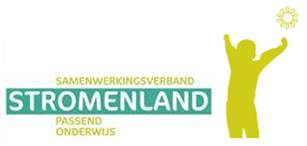 SAMENWERKINGSVERBAND
STROMENLAND
PASSEND
ONDERWIJS